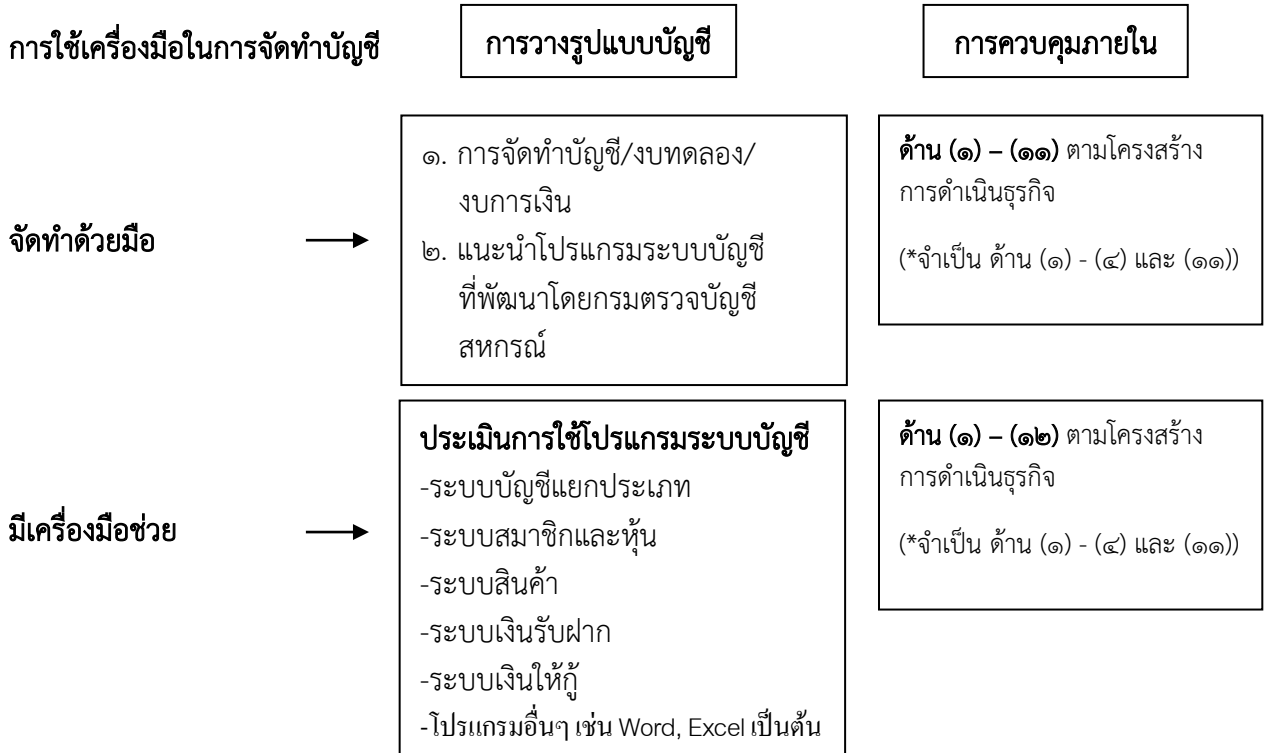 การใช้เครื่องมือในการจัดทำบัญชี
การวางรูปแบบบัญชี
การควบคุมภายใน
จัดทำด้วยมือ
๑. การจัดทำบัญชี/งบทดลอง/
งบการเงิน
๒. แนะนำโปรแกรมระบบบัญชี
ที่พัฒนาโดยกรมตรวจบัญชี
สหกรณ์
ด้าน (๑) – (๑๑) ตามโครงสร้าง
การดำเนินธุรกิจ
(*จำเป็น ด้าน (๑) - (๔) และ (๑๑))
มีเครื่องมือช่วย
ประเมินการใช้โปรแกรมระบบบัญชี
-ระบบบัญชีแยกประเภท
-ระบบสมาชิกและหุ้น
-ระบบสินค้า
-ระบบเงินรับฝาก
-ระบบเงินให้กู้
-โปรแกรมอื่นๆ เช่น Word, Excel เป็นต้น
ด้าน (๑) – (๑๒) ตามโครงสร้าง
การดำเนินธุรกิจ
(*จำเป็น ด้าน (๑) - (๔) และ (๑๑))